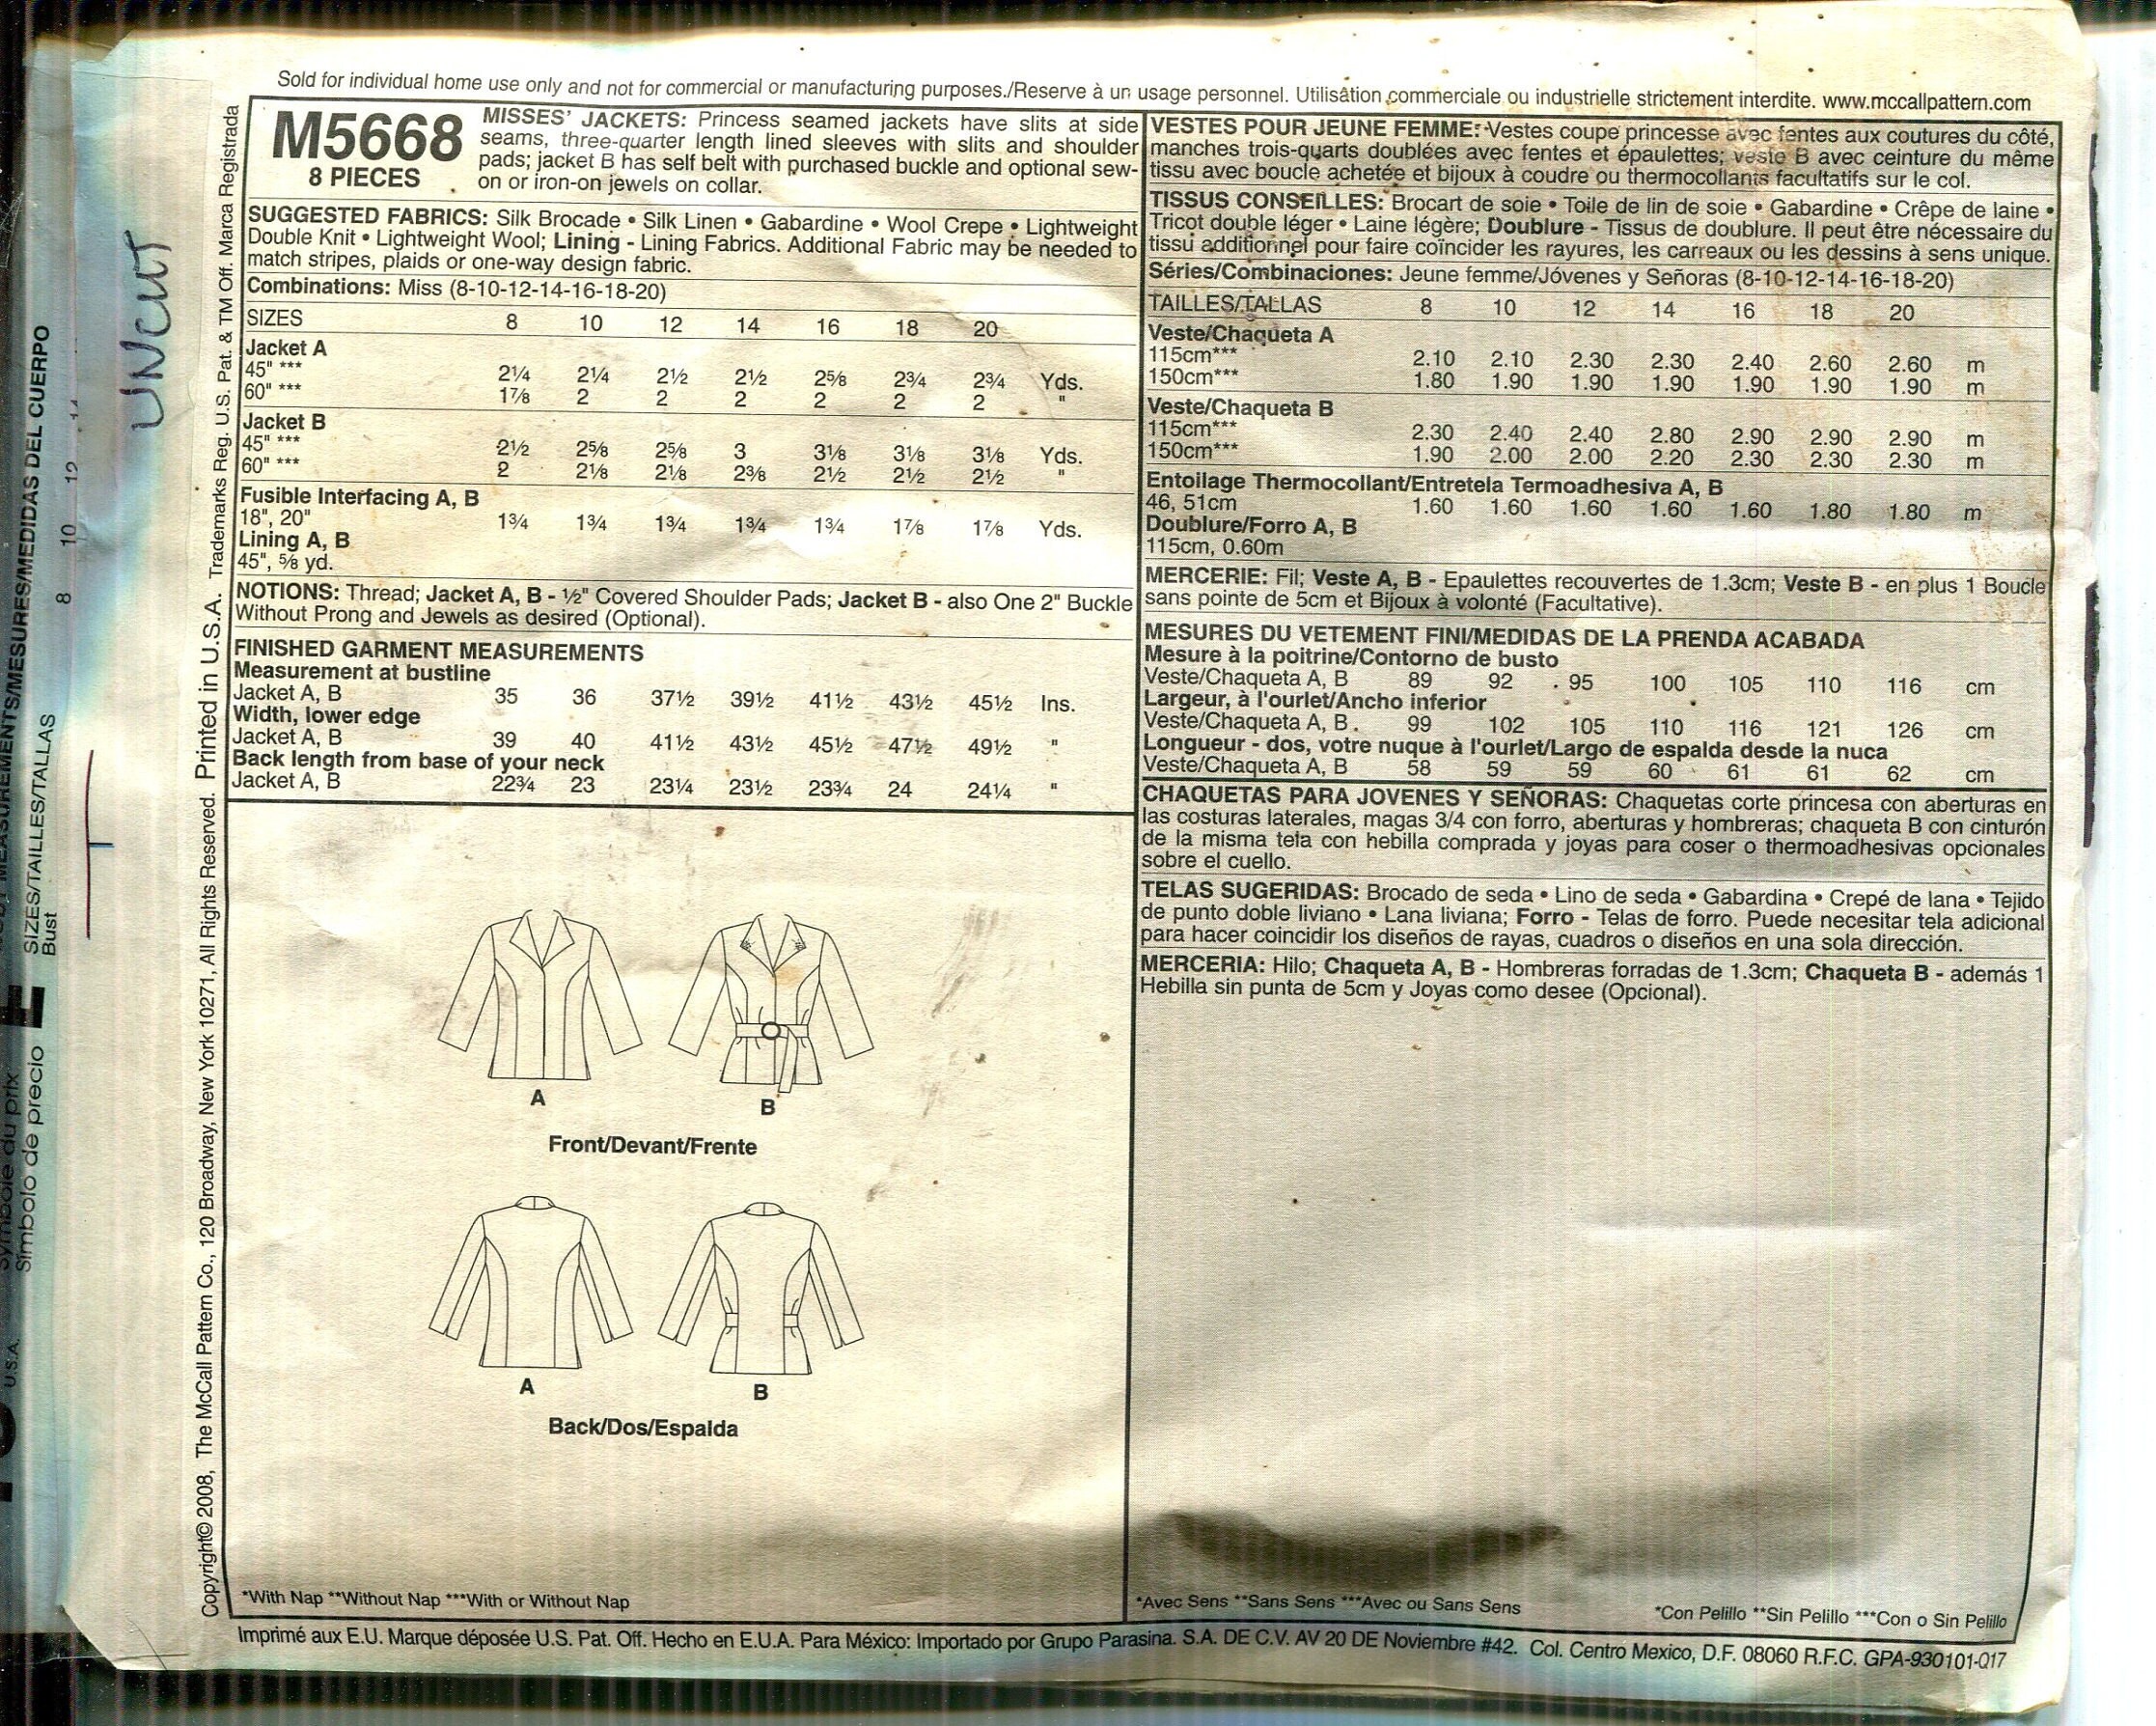 Sold for individual home use only and not for commercial or manufacturing purposes./Reserve à un usage personnel. Utilisation commerciale ou industrielle strictement interdite. www.mccallpattern.com
M5668
8 PIECES
MISSES' JACKETS: Princess seamed jackets have slits at side
seams, three-quarter length lined sleeves with slits and shoulder
pads; jacket B has self belt with purchased buckle and optional sew-
on or iron-on jewels on collar.
SUGGESTED FABRICS: Silk Brocade • Silk Linen • Gabardine • Wool Crepe • Lightweight
Double Knit • Lightweight Wool; Lining - Lining Fabrics. Additional Fabric may be needed to
match stripes, plaids or one-way design fabric.
Combinations: Miss (8-10-12-14-16-18-20)
SIZES 8 10 12 14 16 18 20
Jacket A
45" *** 2¼ 2¼ 2½ 2½ 2⅝ 2¾ 2¾ Yds.
60" *** 1⅞ 2 2 2 2 2 2 "
Jacket B
45" *** 2½ 2⅝ 2⅝ 3 3⅛ 3⅛ 3⅛ Yds.
60" *** 2 2⅛ 2⅛ 2⅜ 2½ 2½ 2½ "
Fusible Interfacing A, B
18", 20" 1¾ 1¾ 1¾ 1¾ 1¾ 1⅞ 1⅞ Yds.
Lining A, B
45", ⅝ yd.
NOTIONS: Thread; Jacket A, B - ½" Covered Shoulder Pads; Jacket B - also One 2" Buckle
Without Prong and Jewels as desired (Optional).
FINISHED GARMENT MEASUREMENTS
Measurement at bustline
Jacket A, B 35 36 37½ 39½ 41½ 43½ 45½ Ins.
Width, lower edge
Jacket A, B 39 40 41½ 43½ 45½ 47½ 49½ "
Back length from base of your neck
Jacket A, B 22¾ 23 23¼ 23½ 23¾ 24 24¼ "
A
B
Front/Devant/Frente
A
B
Back/Dos/Espalda
*With Nap **Without Nap ***With or Without Nap
VESTES POUR JEUNE FEMME: Vestes coupe princesse avec fentes aux coutures du côté,
manches trois-quarts doublées avec fentes et épaulettes; veste B avec ceinture du même
tissu avec boucle achetée et bijoux à coudre ou thermocollants facultatifs sur le col.
TISSUS CONSEILLES: Brocart de soie • Toile de lin de soie • Gabardine • Crêpe de laine •
Tricot double léger • Laine légère; Doublure - Tissus de doublure. Il peut être nécessaire du
tissu additionnel pour faire coïncider les rayures, les carreaux ou les dessins à sens unique.
Séries/Combinaciones: Jeune femme/Jóvenes y Señoras (8-10-12-14-16-18-20)
TAILLES/TALLAS 8 10 12 14 16 18 20
Veste/Chaqueta A
115cm*** 2.10 2.10 2.30 2.30 2.40 2.60 2.60 m
150cm*** 1.80 1.90 1.90 1.90 1.90 1.90 1.90 m
Veste/Chaqueta B
115cm*** 2.30 2.40 2.40 2.80 2.90 2.90 2.90 m
150cm*** 1.90 2.00 2.00 2.20 2.30 2.30 2.30 m
Entoilage Thermocollant/Entretela Termoadhesiva A, B
46, 51cm 1.60 1.60 1.60 1.60 1.60 1.80 1.80 m
Doublure/Forro A, B
115cm, 0.60m
MERCERIE: Fil; Veste A, B - Epaulettes recouvertes de 1.3cm; Veste B - en plus 1 Boucle
sans pointe de 5cm et Bijoux à volonté (Facultative).
MESURES DU VETEMENT FINI/MEDIDAS DE LA PRENDA ACABADA
Mesure à la poitrine/Contorno de busto
Veste/Chaqueta A, B 89 92 95 100 105 110 116 cm
Largeur, à l'ourlet/Ancho inferior
Veste/Chaqueta A, B. 99 102 105 110 116 121 126 cm
Longueur - dos, votre nuque à l'ourlet/Largo de espalda desde la nuca
Veste/Chaqueta A, B 58 59 59 60 61 61 62 cm
CHAQUETAS PARA JOVENES Y SEÑORAS: Chaquetas corte princesa con aberturas en
las costuras laterales, magas 3/4 con forro, aberturas y hombreras; chaqueta B con cinturón
de la misma tela con hebilla comprada y joyas para coser o thermoadhesivas opcionales
sobre el cuello.
TELAS SUGERIDAS: Brocado de seda • Lino de seda • Gabardina • Crepé de lana • Tejido
de punto doble liviano • Lana liviana; Forro - Telas de forro. Puede necesitar tela adicional
para hacer coincidir los diseños de rayas, cuadros o diseños en una sola dirección.
MERCERIA: Hilo; Chaqueta A, B - Hombreras forradas de 1.3cm; Chaqueta B - además 1
Hebilla sin punta de 5cm y Joyas como desee (Opcional).
*Avec Sens **Sans Sens ***Avec ou Sans Sens
*Con Pelillo **Sin Pelillo ***Con o Sin Pelillo
Imprimé aux E.U. Marque déposée U.S. Pat. Off. Hecho en E.U.A. Para México: Importado por Grupo Parasina. S.A. DE C.V. AV 20 DE Noviembre #42. Col. Centro Mexico, D.F. 08060 R.F.C. GPA-930101-Q17
Copyright© 2008, The McCall Pattern Co., 120 Broadway, New York 10271, All Rights Reserved. Printed in U.S.A. Trademarks Reg. U.S. Pat. & TM Off. Marca Registrada
UNCUT
MEASUREMENTS/MESURES/MEDIDAS DEL CUERPO
SIZES/TAILLES/TALLAS 8 10 12 14
Bust
Symbole du prix
Símbolo de precio
U.S.A.